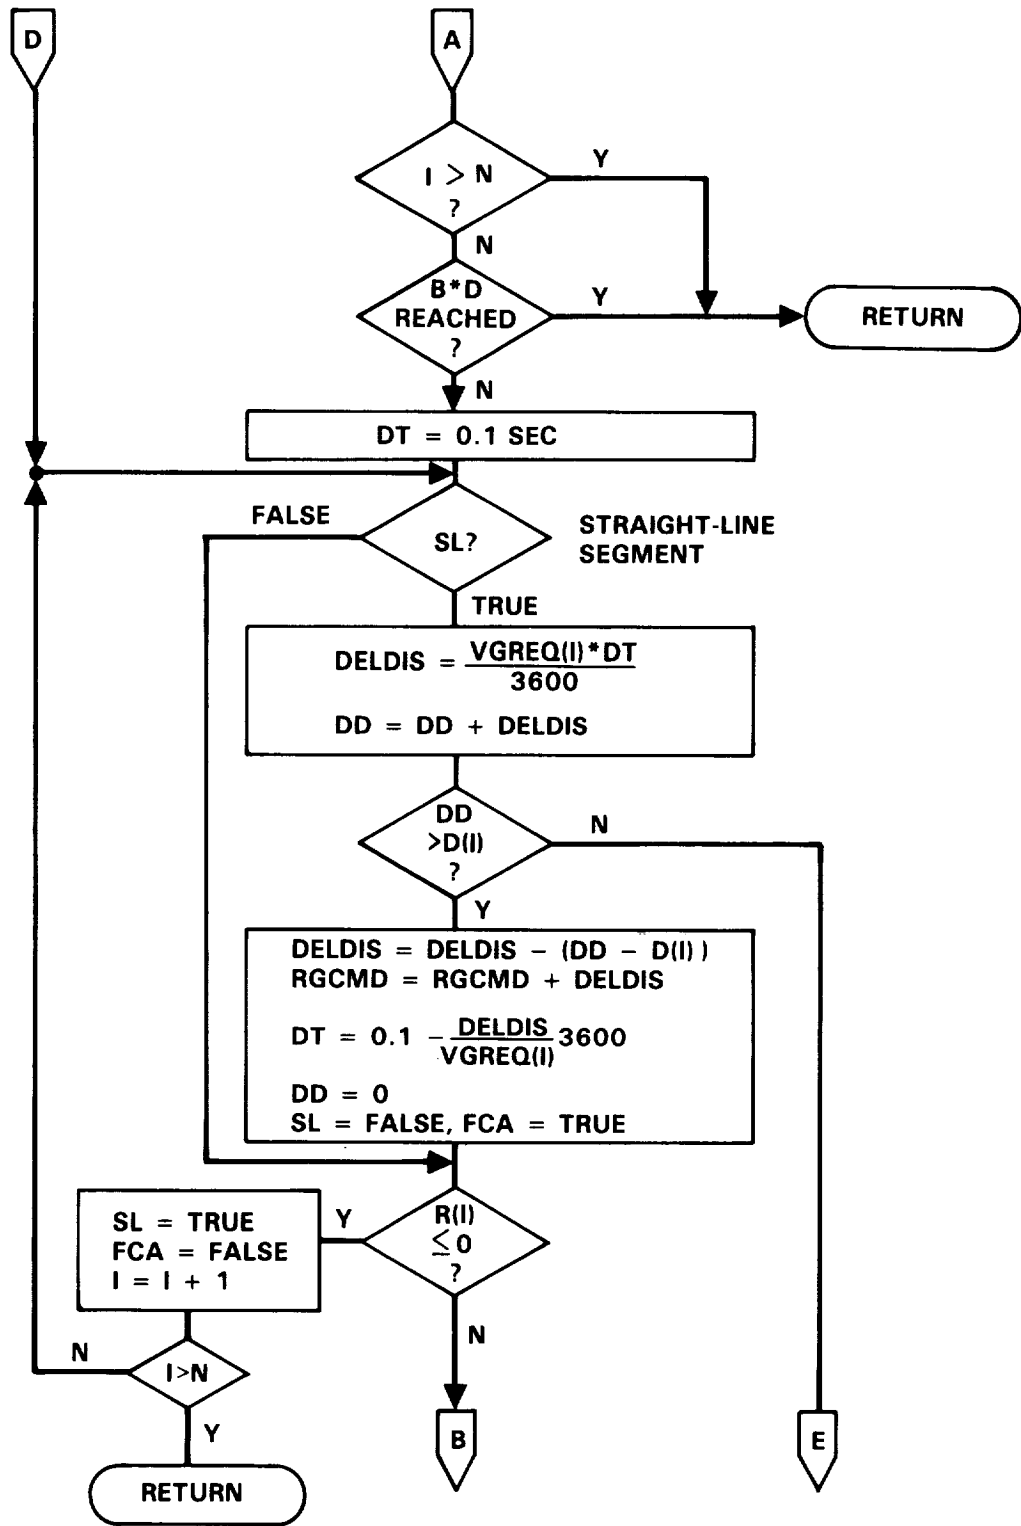 D
A
I > N
?
Y
N
B*D
REACHED
?
Y
RETURN
N
DT = 0.1 SEC
FALSE
SL?
STRAIGHT-LINE
SEGMENT
TRUE
DELDIS = VGREQ(I)*DT
3600
DD = DD + DELDIS
DD
>D(I)
?
N
Y
DELDIS = DELDIS - (DD - D(I))
RGCMD = RGCMD + DELDIS
DT = 0.1 - DELDIS 3600
VGREQ(I)
DD = 0
SL = FALSE, FCA = TRUE
R(I)
≤0
?
Y
SL = TRUE
FCA = FALSE
I = I + 1
N
N
I>N
Y
B
E
RETURN